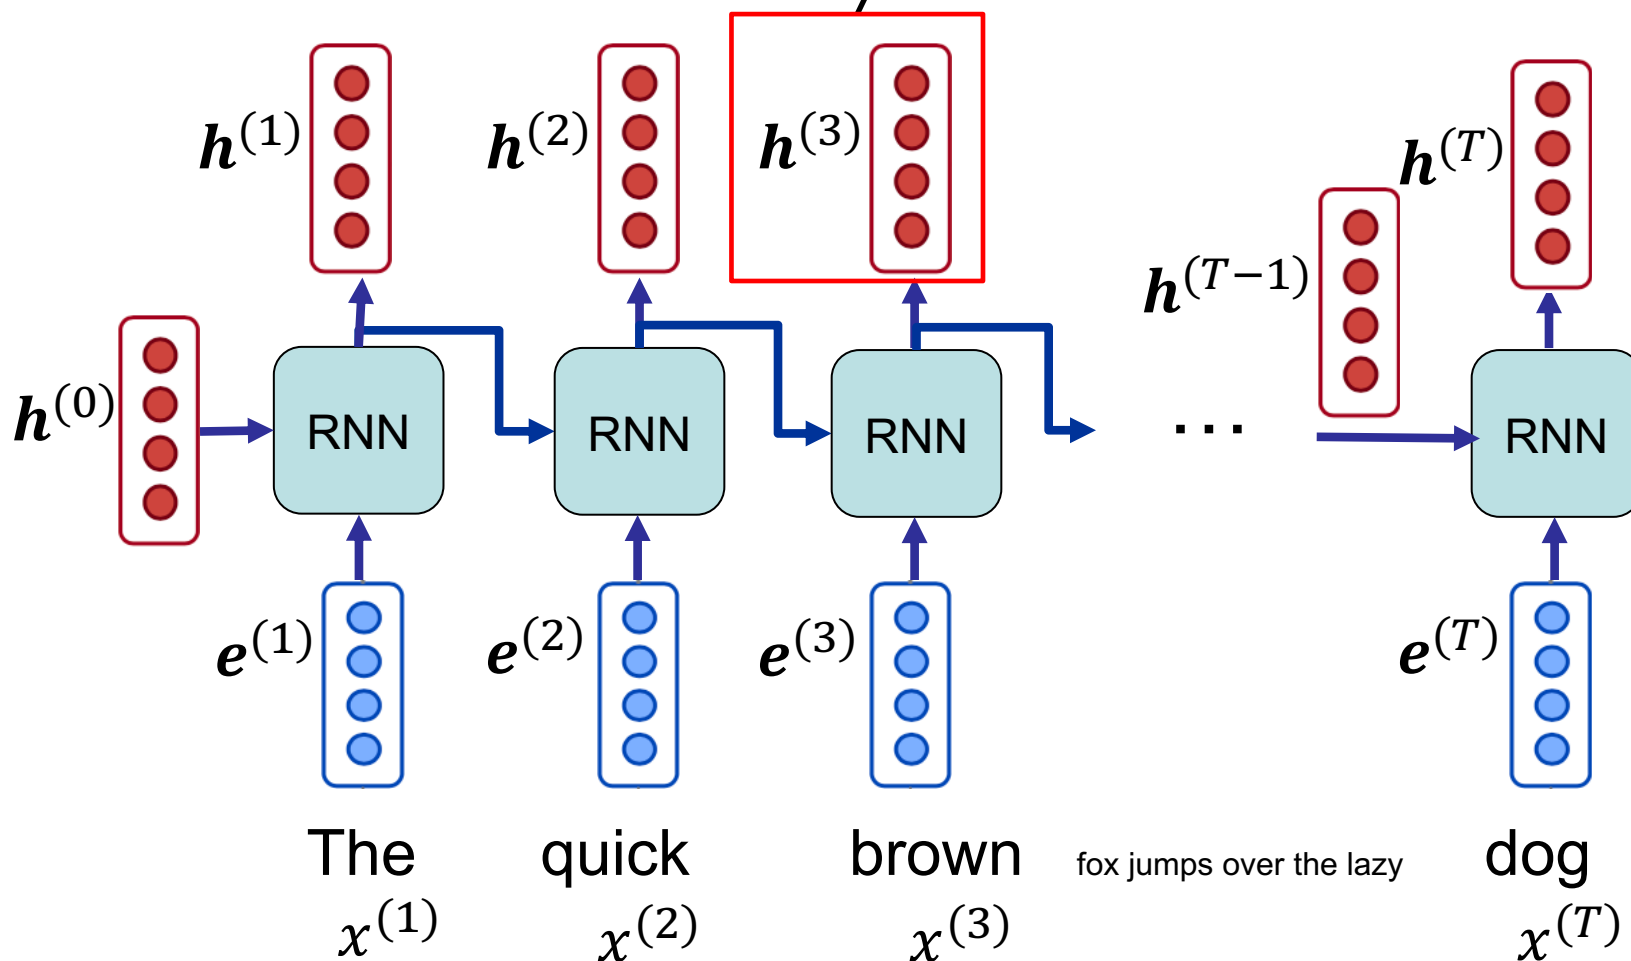 h^(1) h^(2) h^(3) h^(T)
h^(T−1)
h^(0) RNN RNN RNN ... RNN
e^(1) e^(2) e^(3) e^(T)
The quick brown fox jumps over the lazy dog
x^(1) x^(2) x^(3) x^(T)